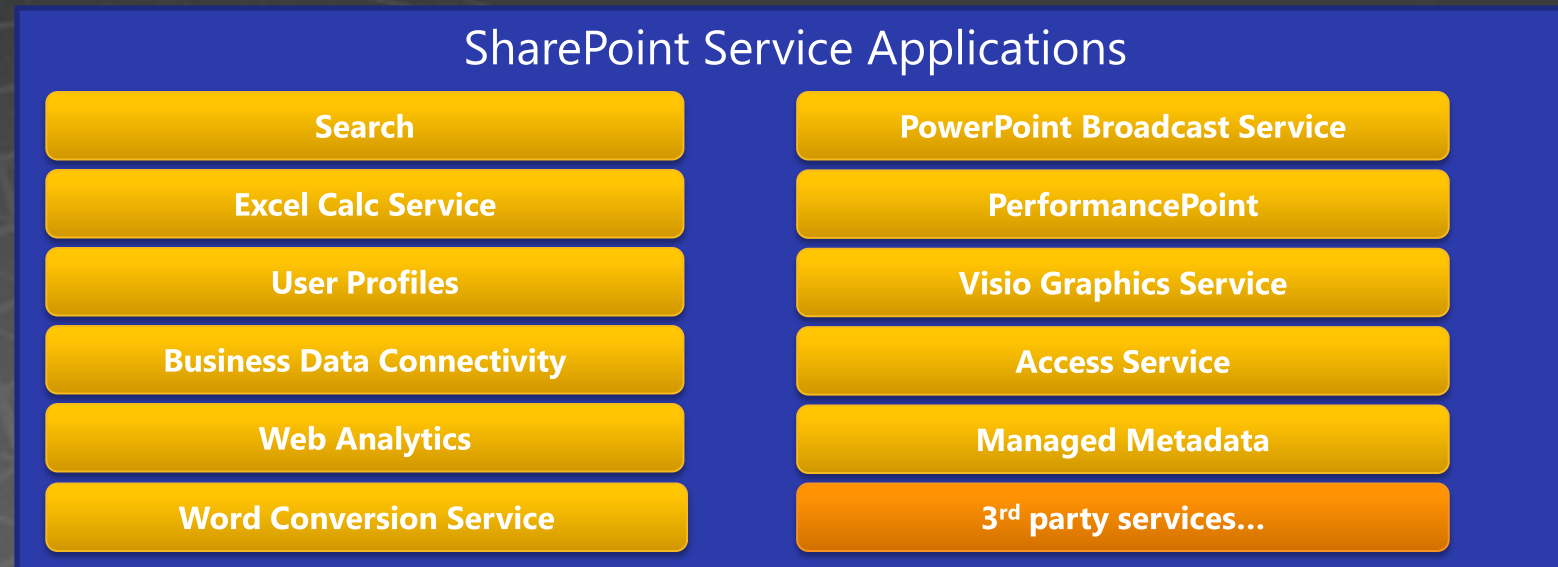 SharePoint Service Applications
Search
Excel Calc Service
User Profiles
Business Data Connectivity
Web Analytics
Word Conversion Service
PowerPoint Broadcast Service
PerformancePoint
Visio Graphics Service
Access Service
Managed Metadata
3rd party services...